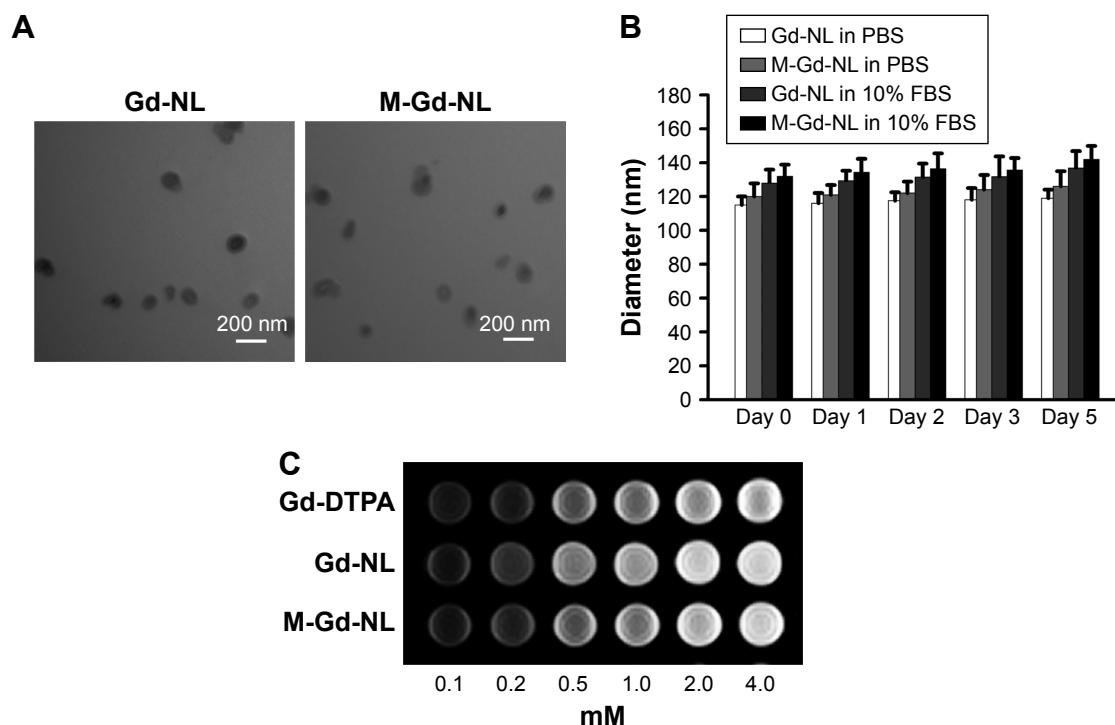 A
Gd-NL
M-Gd-NL
200 nm
200 nm
B
Gd-NL in PBS
M-Gd-NL in PBS
Gd-NL in 10% FBS
M-Gd-NL in 10% FBS
Diameter (nm)
180
160
140
120
100
80
60
40
20
0
Day 0 Day 1 Day 2 Day 3 Day 5
C
Gd-DTPA
Gd-NL
M-Gd-NL
0.1 0.2 0.5 1.0 2.0 4.0
mM